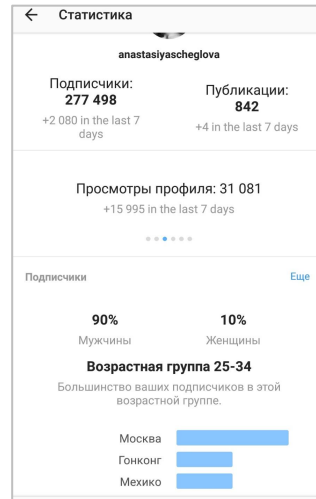 Статистика
anastasiyascheglova
Подписчики:
277 498
+2 080 in the last 7
days
Публикации:
842
+4 in the last 7 days
Просмотры профиля: 31 081
+15 995 in the last 7 days
Подписчики
Еще
90%
Мужчины
10%
Женщины
Возрастная группа 25-34
Большинство ваших подписчиков в этой
возрастной группе.
Москва
Гонконг
Мехико